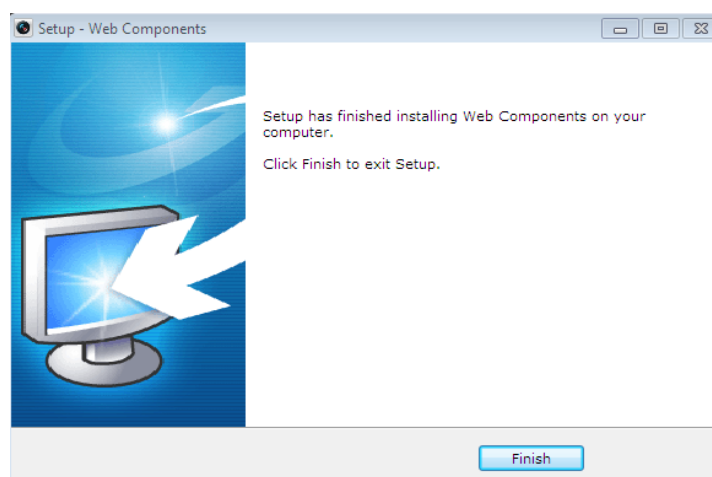 Setup - Web Components
Setup has finished installing Web Components on your
computer.
Click Finish to exit Setup.
Finish